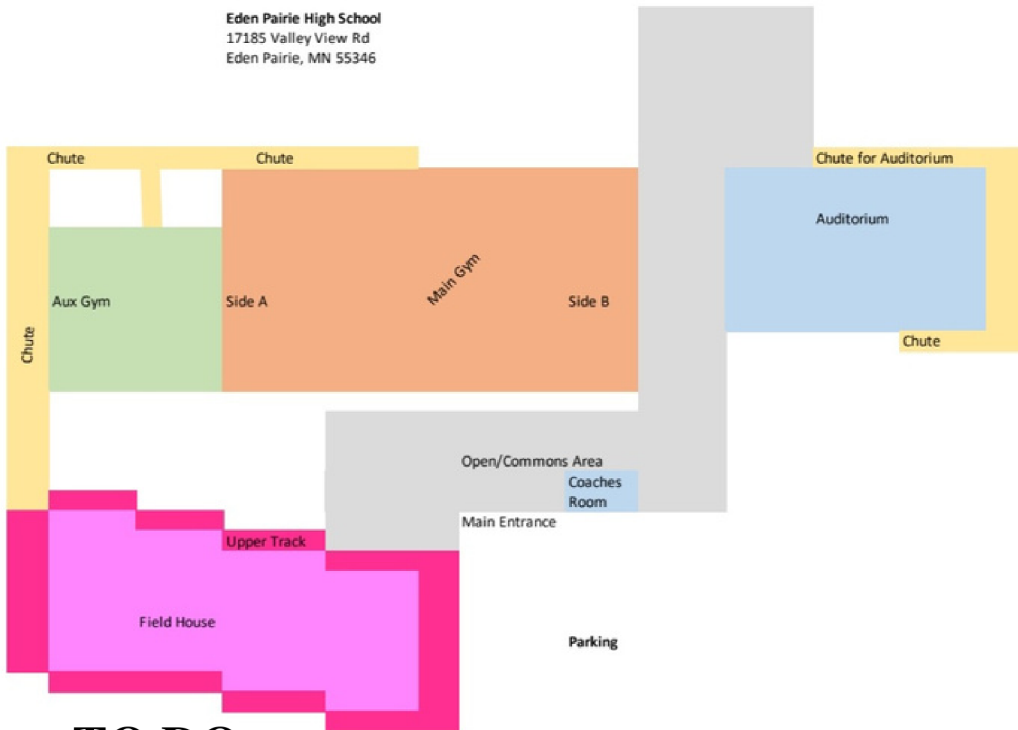 Eden Pairie High School
17185 Valley View Rd
Eden Pairie, MN 55346
Chute
Chute
Chute for Auditorium
Auditorium
Main Gym
Aux Gym
Side A
Side B
Chute
Chute
Open/Commons Area
Coaches
Room
Main Entrance
Upper Track
Field House
Parking
TO DO